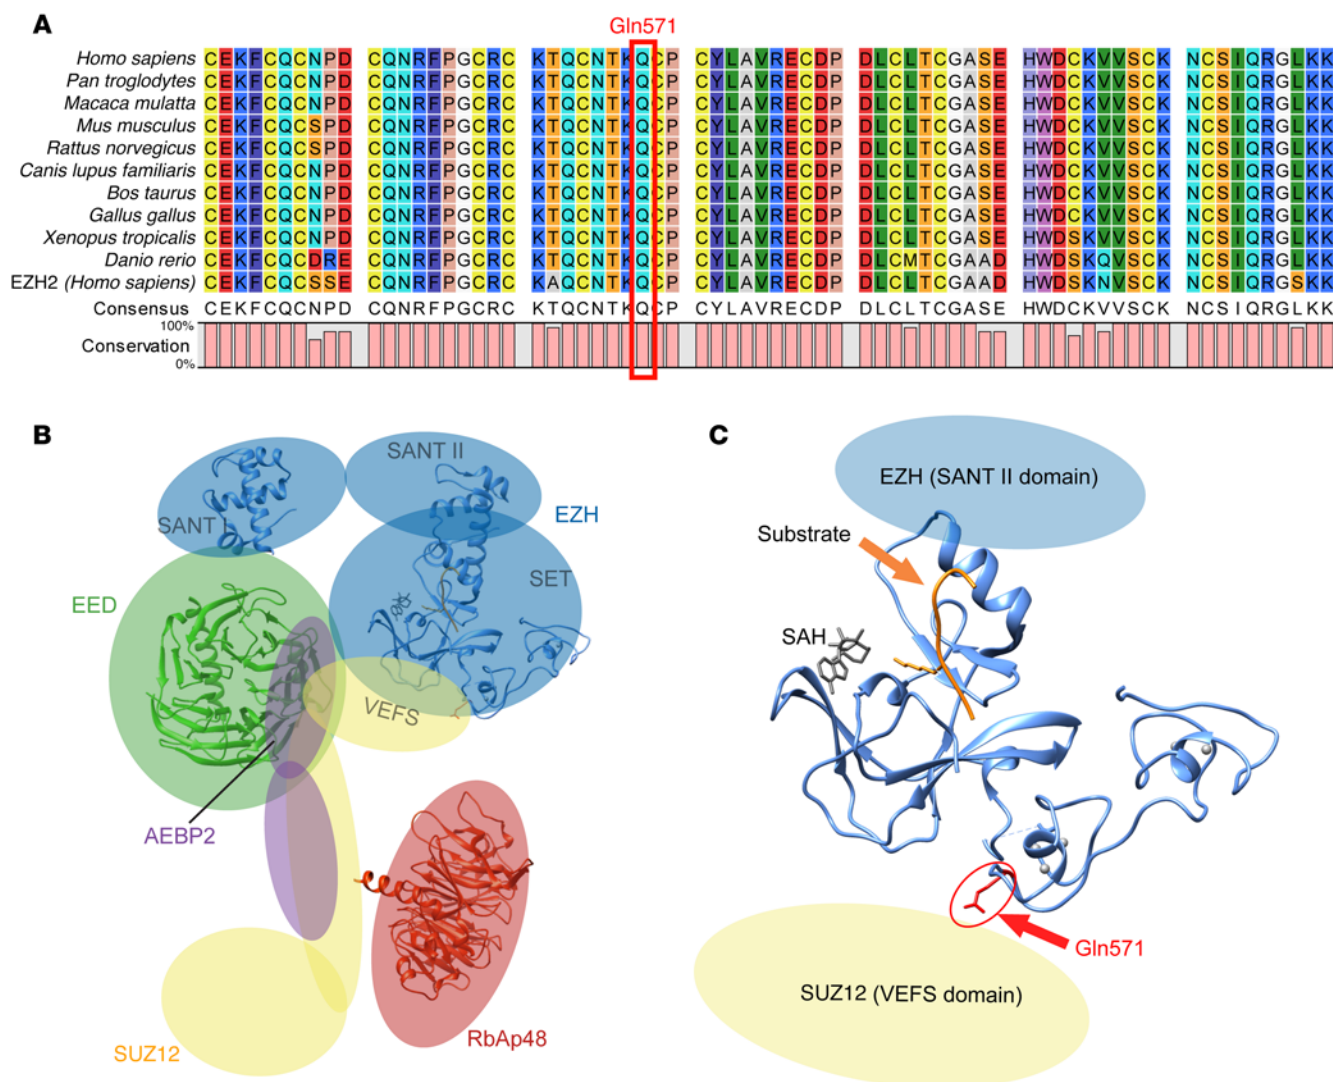 A
Gln571
Homo sapiens CEKFCQCNPD CQNRFPGCRC KTQCNTKQCP CYLAVRECDP DLCLTCGASE HWDCKVVSCK NCSIQRGLKK
Pan troglodytes CEKFCQCNPD CQNRFPGCRC KTQCNTKQCP CYLAVRECDP DLCLTCGASE HWDCKVVSCK NCSIQRGLKK
Macaca mulatta CEKFCQCNPD CQNRFPGCRC KTQCNTKQCP CYLAVRECDP DLCLTCGASE HWDCKVVSCK NCSIQRGLKK
Mus musculus CEKFCQCSPD CQNRFPGCRC KTQCNTKQCP CYLAVRECDP DLCLTCGASE HWDCKVVSCK NCSIQRGLKK
Rattus norvegicus CEKFCQCSPD CQNRFPGCRC KTQCNTKQCP CYLAVRECDP DLCLTCGASE HWDCKVVSCK NCSIQRGLKK
Canis lupus familiaris CEKFCQCNPD CQNRFPGCRC KTQCNTKQCP CYLAVRECDP DLCLTCGASE HWDCKVVSCK NCSIQRGLKK
Bos taurus CEKFCQCNPD CQNRFPGCRC KTQCNTKQCP CYLAVRECDP DLCLTCGASE HWDCKVVSCK NCSIQRGLKK
Gallus gallus CEKFCQCNPD CQNRFPGCRC KTQCNTKQCP CYLAVRECDP DLCLTCGASE HWDCKVVSCK NCSIQRGLKK
Xenopus tropicalis CEKFCQCNPD CQNRFPGCRC KTQCNTKQCP CYLAVRECDP DLCLTCGASE HWDSKVVSCK NCSIQRGLKK
Danio rerio CEKFCQCDRE CQNRFPGCRC KTQCNTKQCP CYLAVRECDP DLCMTCGAAD HWDSKQVSCK NCSIQRGLKK
EZH2 (Homo sapiens) CEKFCQCSSE CQNRFPGCRC KAQCNTKQCP CYLAVRECDP DLCLTCGAAD HWDSKNVSCK NCSIQRGSKK
Consensus CEKFCQCNPD CQNRFPGCRC KTQCNTKQCP CYLAVRECDP DLCLTCGASE HWDCKVVSCK NCSIQRGLKK
100%
Conservation
0%
B
SANT I
SANT II
EZH
SET
EED
VEFS
AEBP2
SUZ12
RbAp48
C
EZH (SANT II domain)
Substrate
SAH
Gln571
SUZ12 (VEFS domain)